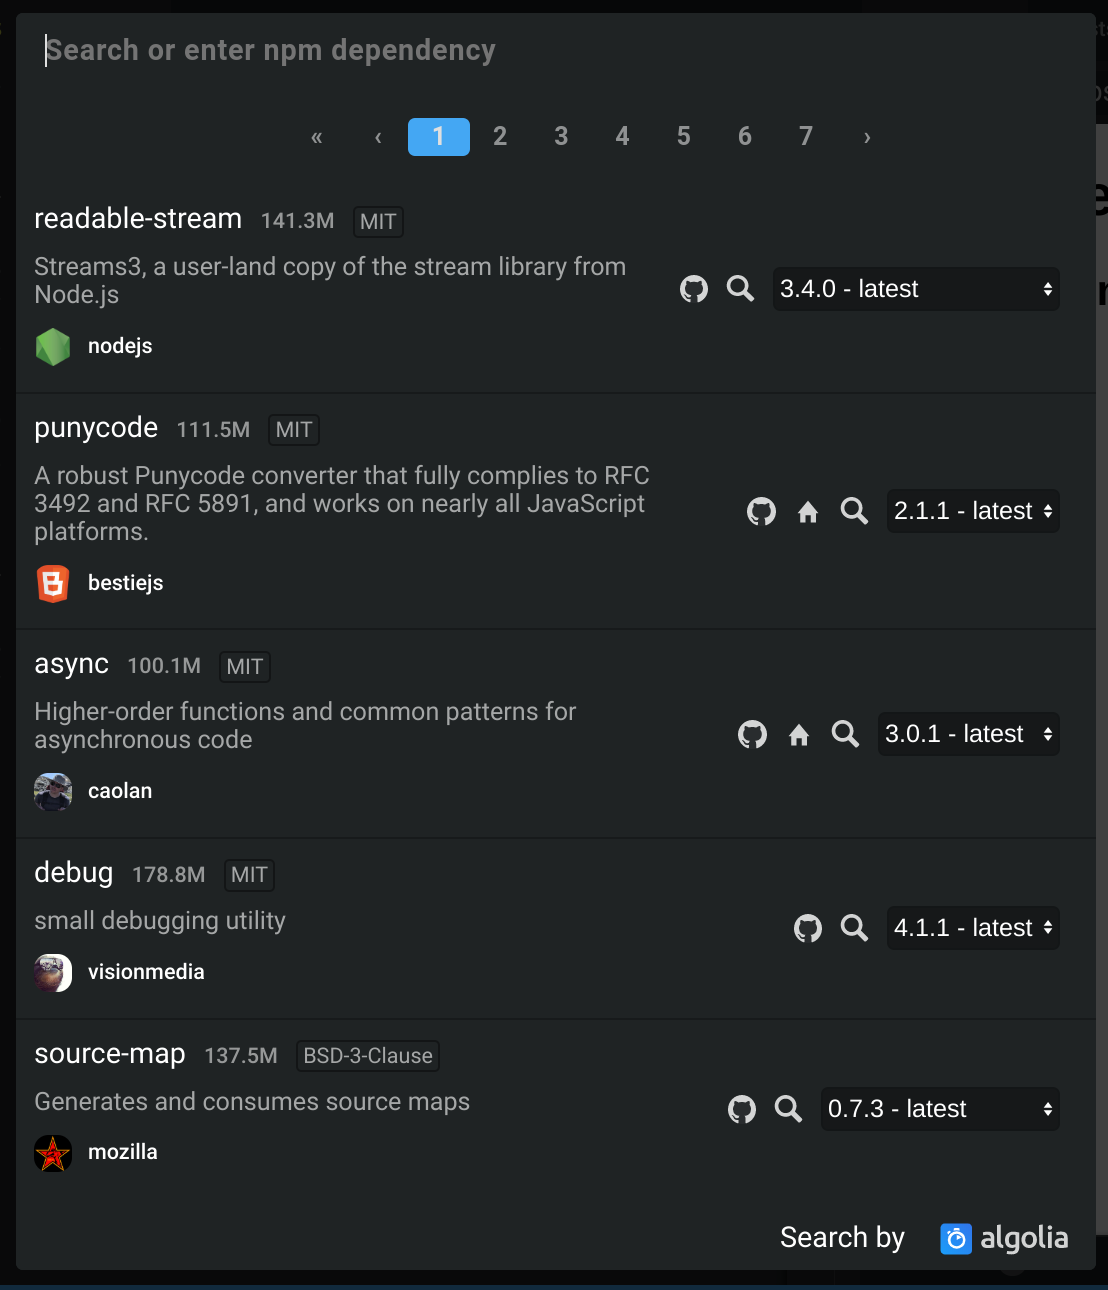 Search or enter npm dependency
« ‹ 1 2 3 4 5 6 7 ›
readable-stream 141.3M MIT
Streams3, a user-land copy of the stream library from
Node.js
3.4.0 - latest
nodejs
punycode 111.5M MIT
A robust Punycode converter that fully complies to RFC
3492 and RFC 5891, and works on nearly all JavaScript
platforms.
2.1.1 - latest
bestiejs
async 100.1M MIT
Higher-order functions and common patterns for
asynchronous code
3.0.1 - latest
caolan
debug 178.8M MIT
small debugging utility
4.1.1 - latest
visionmedia
source-map 137.5M BSD-3-Clause
Generates and consumes source maps
0.7.3 - latest
mozilla
Search by algolia